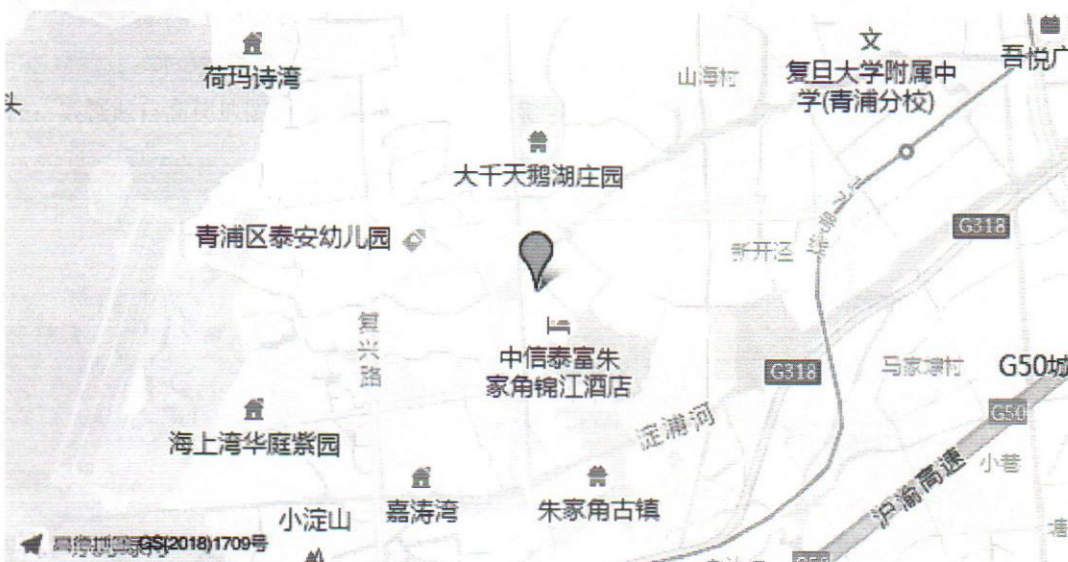 吾悦广
文
荷玛诗湾
山海村
复旦大学附属中
学(青浦分校)
头
大千天鹅湖庄园
青浦区泰安幼儿园
新开泾
G318
复兴路
中信泰富朱
家角锦江酒店
G318
G50城
G50
淀浦河
海上湾华庭紫园
小巷
沪渝高速
嘉涛湾
朱家角古镇
小淀山
塘
GS(2018)1709号